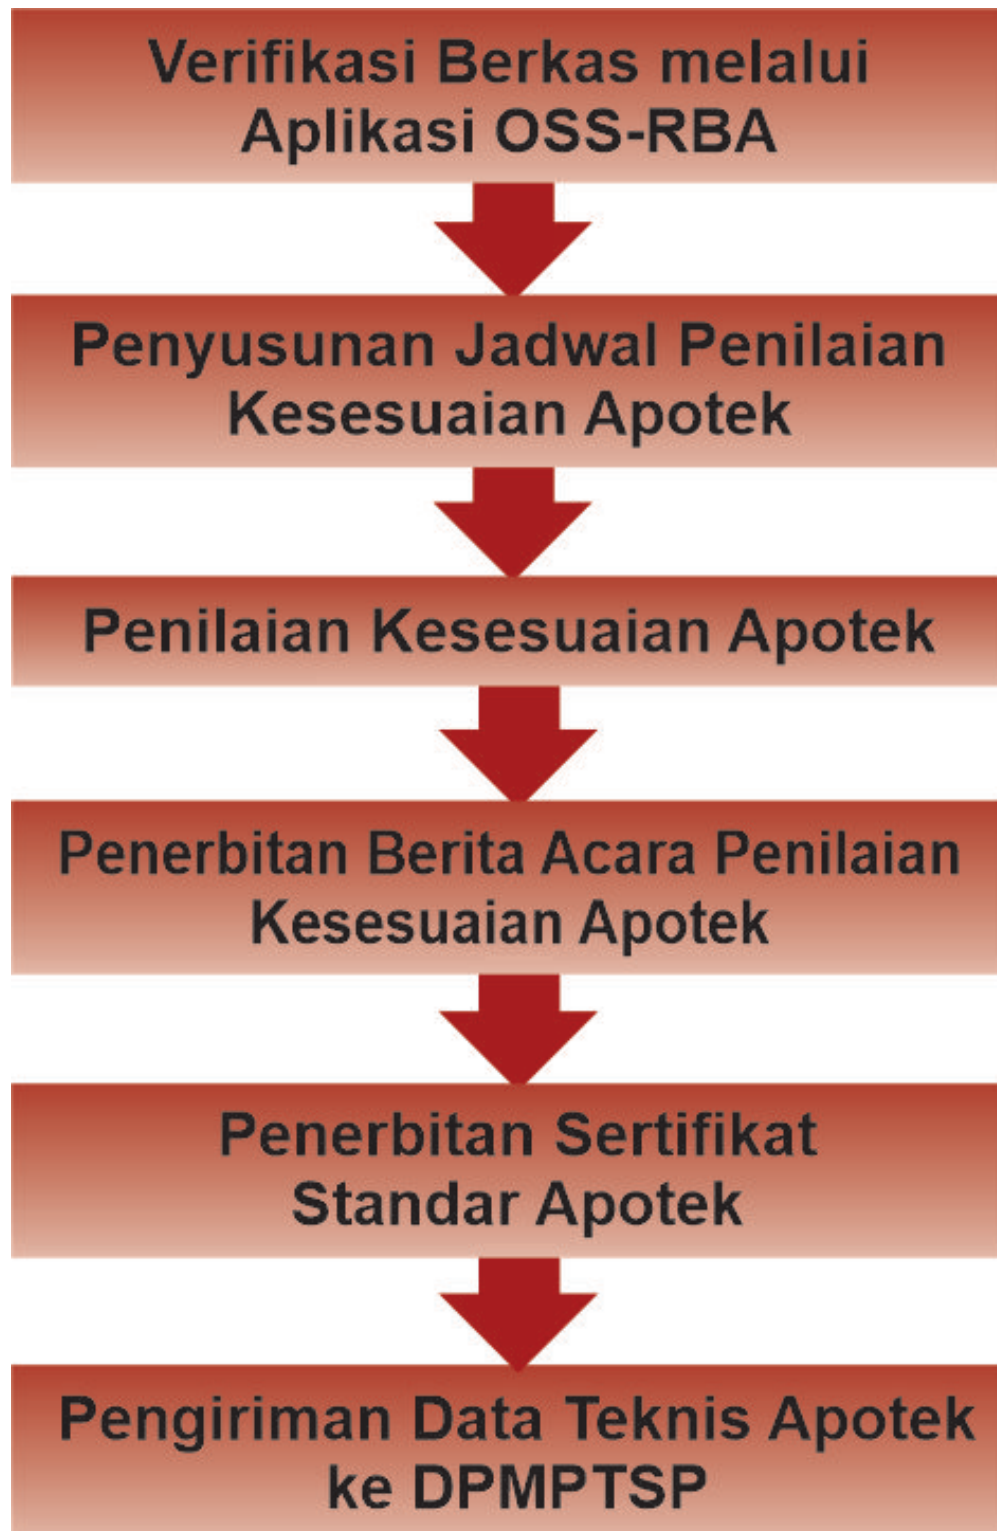 Verifikasi Berkas melalui
Aplikasi OSS-RBA
Penyusunan Jadwal Penilaian
Kesesuaian Apotek
Penilaian Kesesuaian Apotek
Penerbitan Berita Acara Penilaian
Kesesuaian Apotek
Penerbitan Sertifikat
Standar Apotek
Pengiriman Data Teknis Apotek
ke DPMPTSP